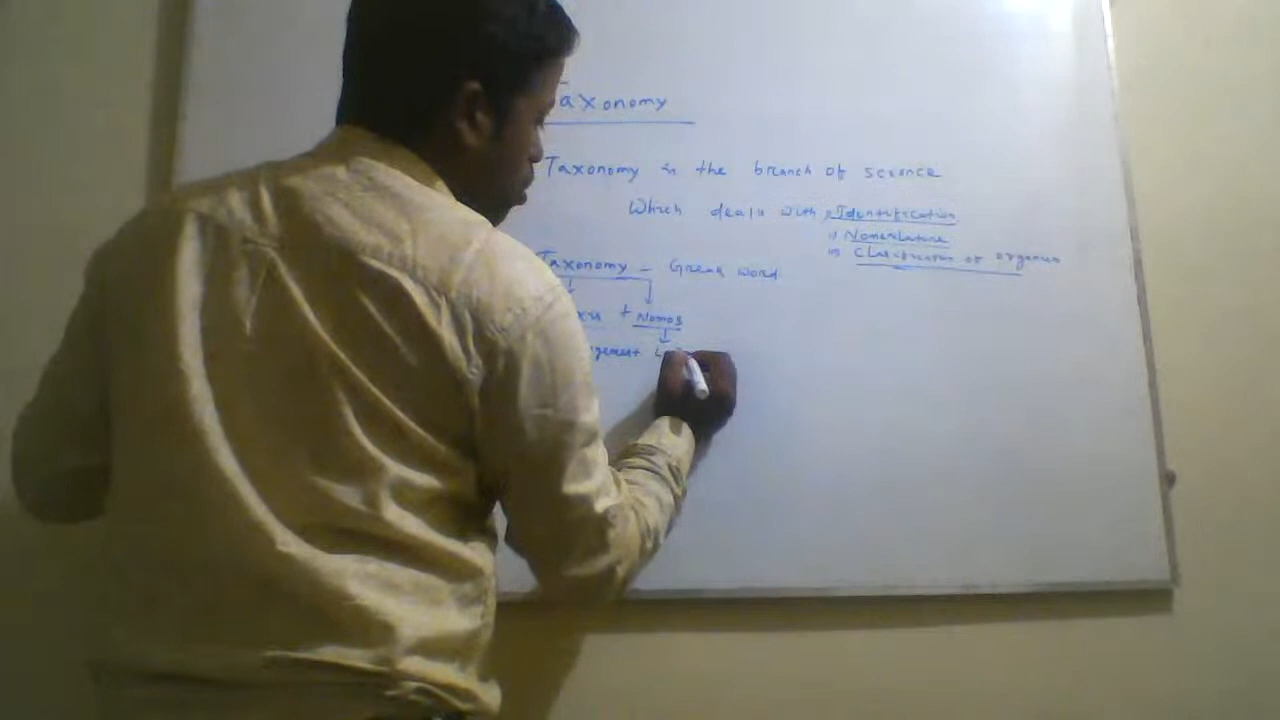 Taxonomy
Taxonomy is the branch of science
Which deals with i) Identification
ii) Nomenclature
iii) Classification of organism
Taxonomy - Greek word
+ Nomos